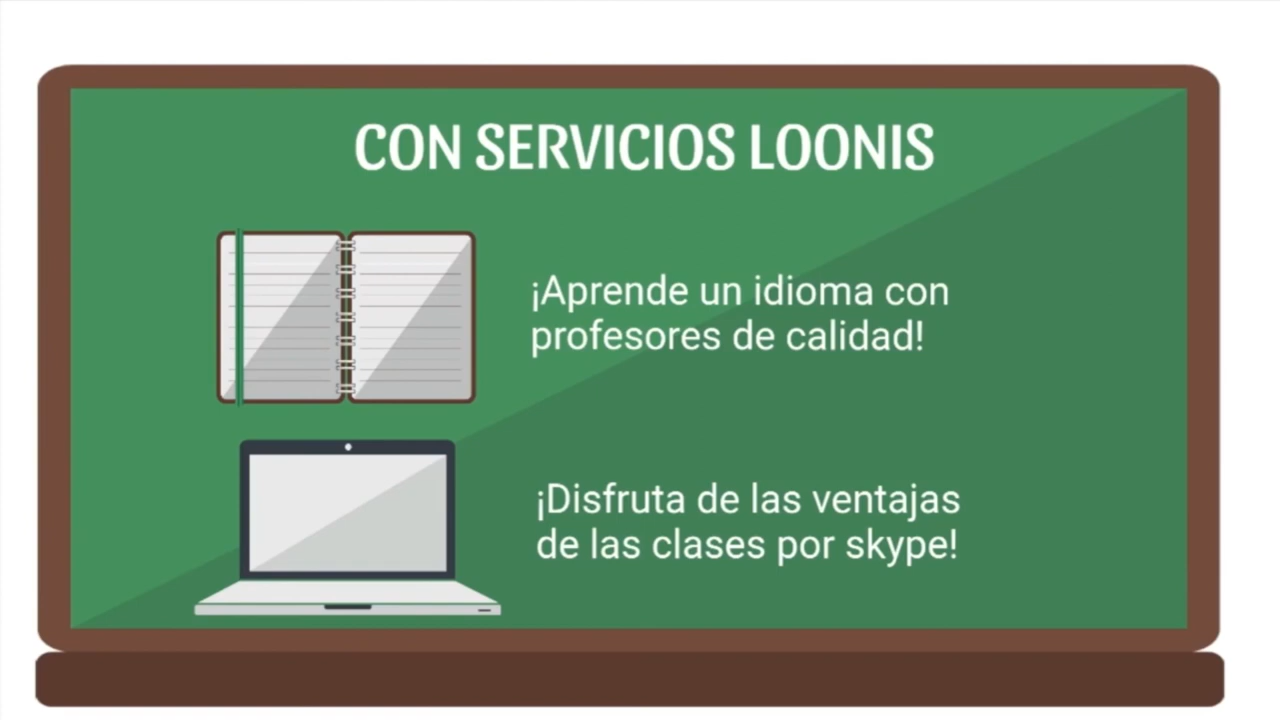 CON SERVICIOS LOONIS
¡Aprende un idioma con
profesores de calidad!
¡Disfruta de las ventajas
de las clases por skype!